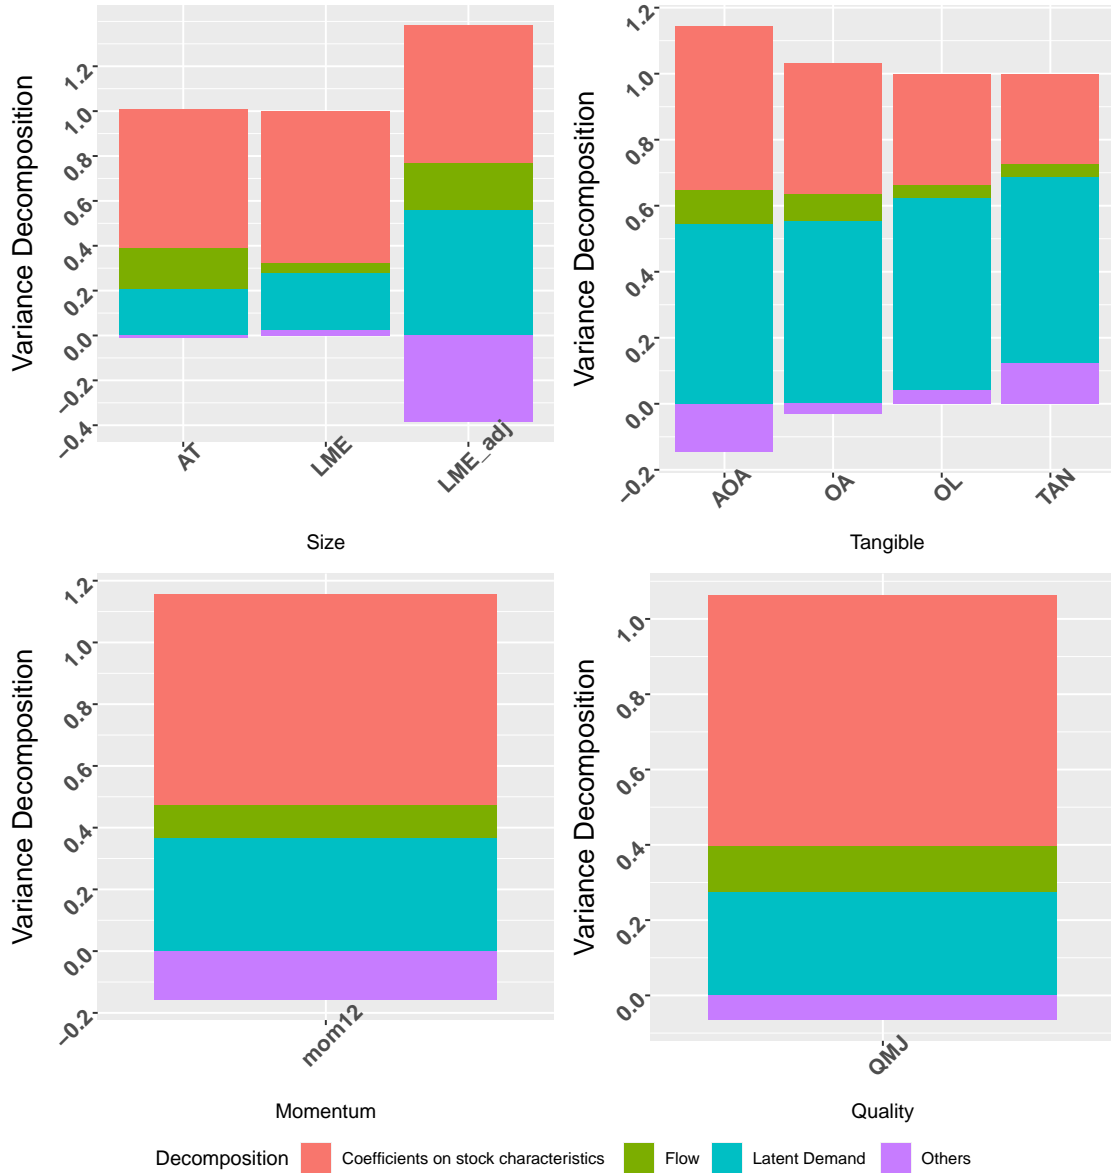 Variance Decomposition
1.2
1.0
0.8
0.6
0.4
0.2
0.0
−0.2
−0.4
AT
LME
LME_adj
Size
Variance Decomposition
1.2
1.0
0.8
0.6
0.4
0.2
0.0
−0.2
AOA
OA
OL
TAN
Tangible
Variance Decomposition
1.2
1.0
0.8
0.6
0.4
0.2
0.0
−0.2
mom12
Momentum
Variance Decomposition
1.0
0.8
0.6
0.4
0.2
0.0
QMJ
Quality
Decomposition Coefficients on stock characteristics Flow Latent Demand Others